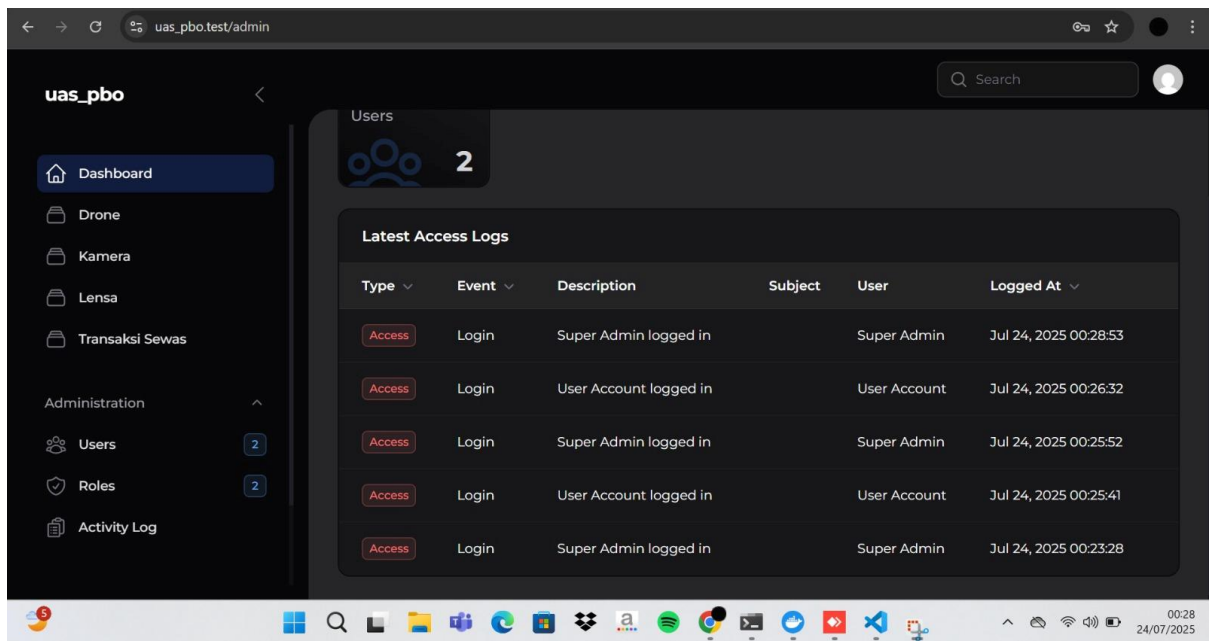 uas_pbo.test/admin
uas_pbo
Search
Dashboard
Drone
Kamera
Lensa
Transaksi Sewas
Administration
Users 2
Roles 2
Activity Log
Users
2
Latest Access Logs
Type Event Description Subject User Logged At
Access Login Super Admin logged in Super Admin Jul 24, 2025 00:28:53
Access Login User Account logged in User Account Jul 24, 2025 00:26:32
Access Login Super Admin logged in Super Admin Jul 24, 2025 00:25:52
Access Login User Account logged in User Account Jul 24, 2025 00:25:41
Access Login Super Admin logged in Super Admin Jul 24, 2025 00:23:28
5
a
00:28
24/07/2025